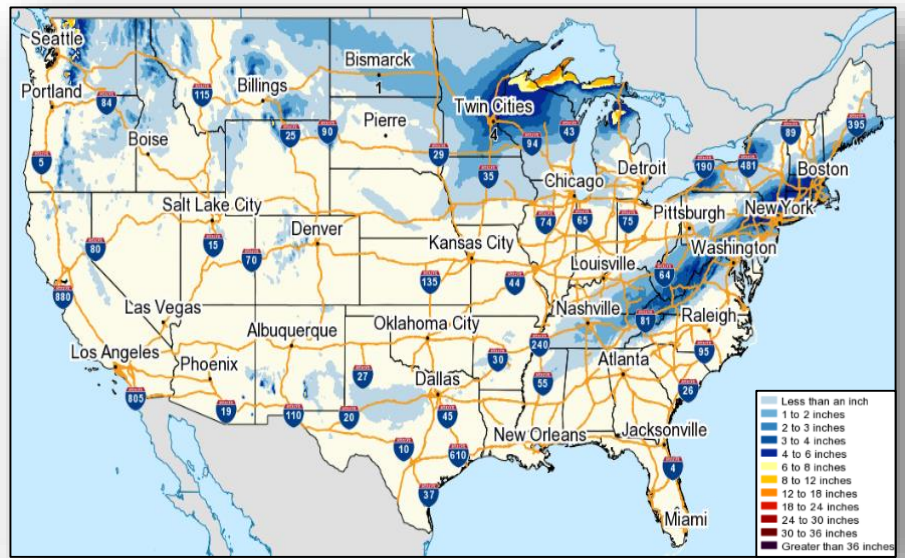 Seattle
Portland
Boise
Billings
Bismarck
1
Pierre
Twin Cities
4
Chicago
Detroit
Pittsburgh
Boston
New York
Washington
Salt Lake City
Denver
Kansas City
Louisville
Las Vegas
Nashville
Raleigh
Los Angeles
Phoenix
Albuquerque
Oklahoma City
Dallas
Atlanta
New Orleans
Jacksonville
Miami
115
84
5
25
90
29
35
94
43
89
395
190
481
80
15
70
74
65
75
880
135
44
64
81
805
19
110
27
20
30
240
55
95
26
45
10
610
37
4
Less than an inch
1 to 2 inches
2 to 3 inches
3 to 4 inches
4 to 6 inches
6 to 8 inches
8 to 12 inches
12 to 18 inches
18 to 24 inches
24 to 30 inches
30 to 36 inches
Greater than 36 inches